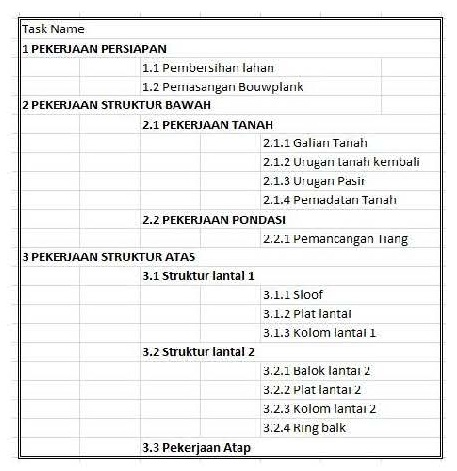 Task Name
1 PEKERJAAN PERSIAPAN
1.1 Pembersihan lahan
1.2 Pemasangan Bouwplank
2 PEKERJAAN STRUKTUR BAWAH
2.1 PEKERJAAN TANAH
2.1.1 Galian Tanah
2.1.2 Urugan tanah kembali
2.1.3 Urugan Pasir
2.1.4 Pemadatan Tanah
2.2 PEKERJAAN PONDASI
2.2.1 Pemancangan Tiang
3 PEKERJAAN STRUKTUR ATAS
3.1 Struktur lantai 1
3.1.1 Sloof
3.1.2 Plat lantai
3.1.3 Kolom lantai 1
3.2 Struktur lantai 2
3.2.1 Balok lantai 2
3.2.2 Plat lantai 2
3.2.3 Kolom lantai 2
3.2.4 Ring balk
3.3 Pekerjaan Atap